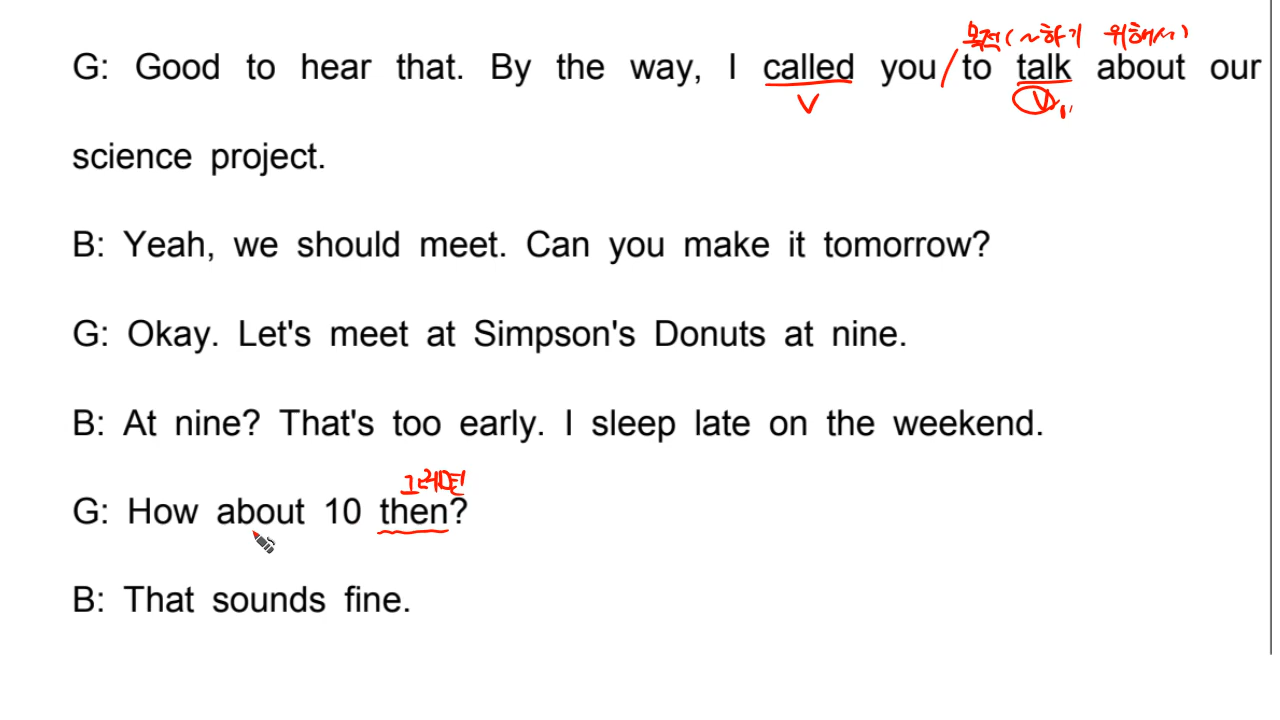 목적(~하기 위해서)
G: Good to hear that. By the way, I called you / to talk about our
V V
science project.
B: Yeah, we should meet. Can you make it tomorrow?
G: Okay. Let's meet at Simpson's Donuts at nine.
B: At nine? That's too early. I sleep late on the weekend.
그러면
G: How about 10 then?
B: That sounds fine.